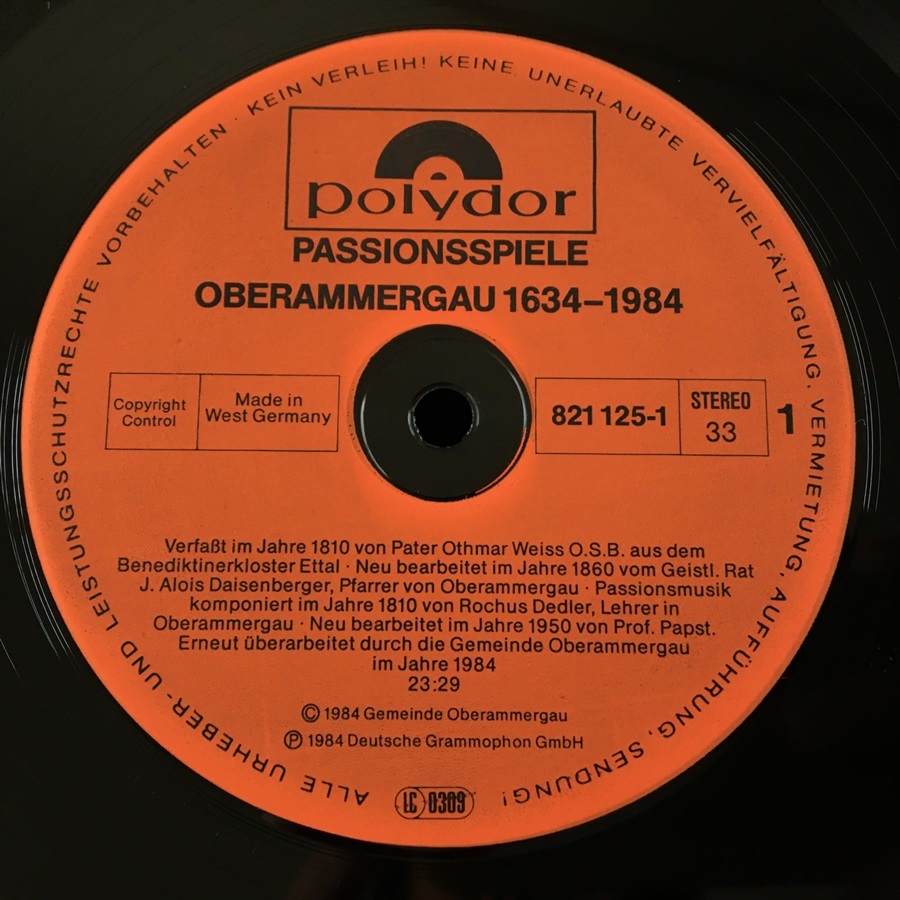 ALLE URHEBER- UND LEISTUNGSSCHUTZRECHTE VORBEHALTEN · KEIN VERLEIH! KEINE UNERLAUBTE VERVIELFÄLTIGUNG, VERMIETUNG, AUFFÜHRUNG, SENDUNG!
polydor
PASSIONSSPIELE
OBERAMMERGAU 1634–1984
Copyright
Control
Made in
West Germany
821 125-1
STEREO
33
1
Verfaßt im Jahre 1810 von Pater Othmar Weiss O.S.B. aus dem
Benediktinerkloster Ettal · Neu bearbeitet im Jahre 1860 vom Geistl. Rat
J. Alois Daisenberger, Pfarrer von Oberammergau · Passionsmusik
komponiert im Jahre 1810 von Rochus Dedler, Lehrer in
Oberammergau · Neu bearbeitet im Jahre 1950 von Prof. Papst.
Erneut überarbeitet durch die Gemeinde Oberammergau
im Jahre 1984
23:29
Ⓒ 1984 Gemeinde Oberammergau
Ⓟ 1984 Deutsche Grammophon GmbH
LC 0309